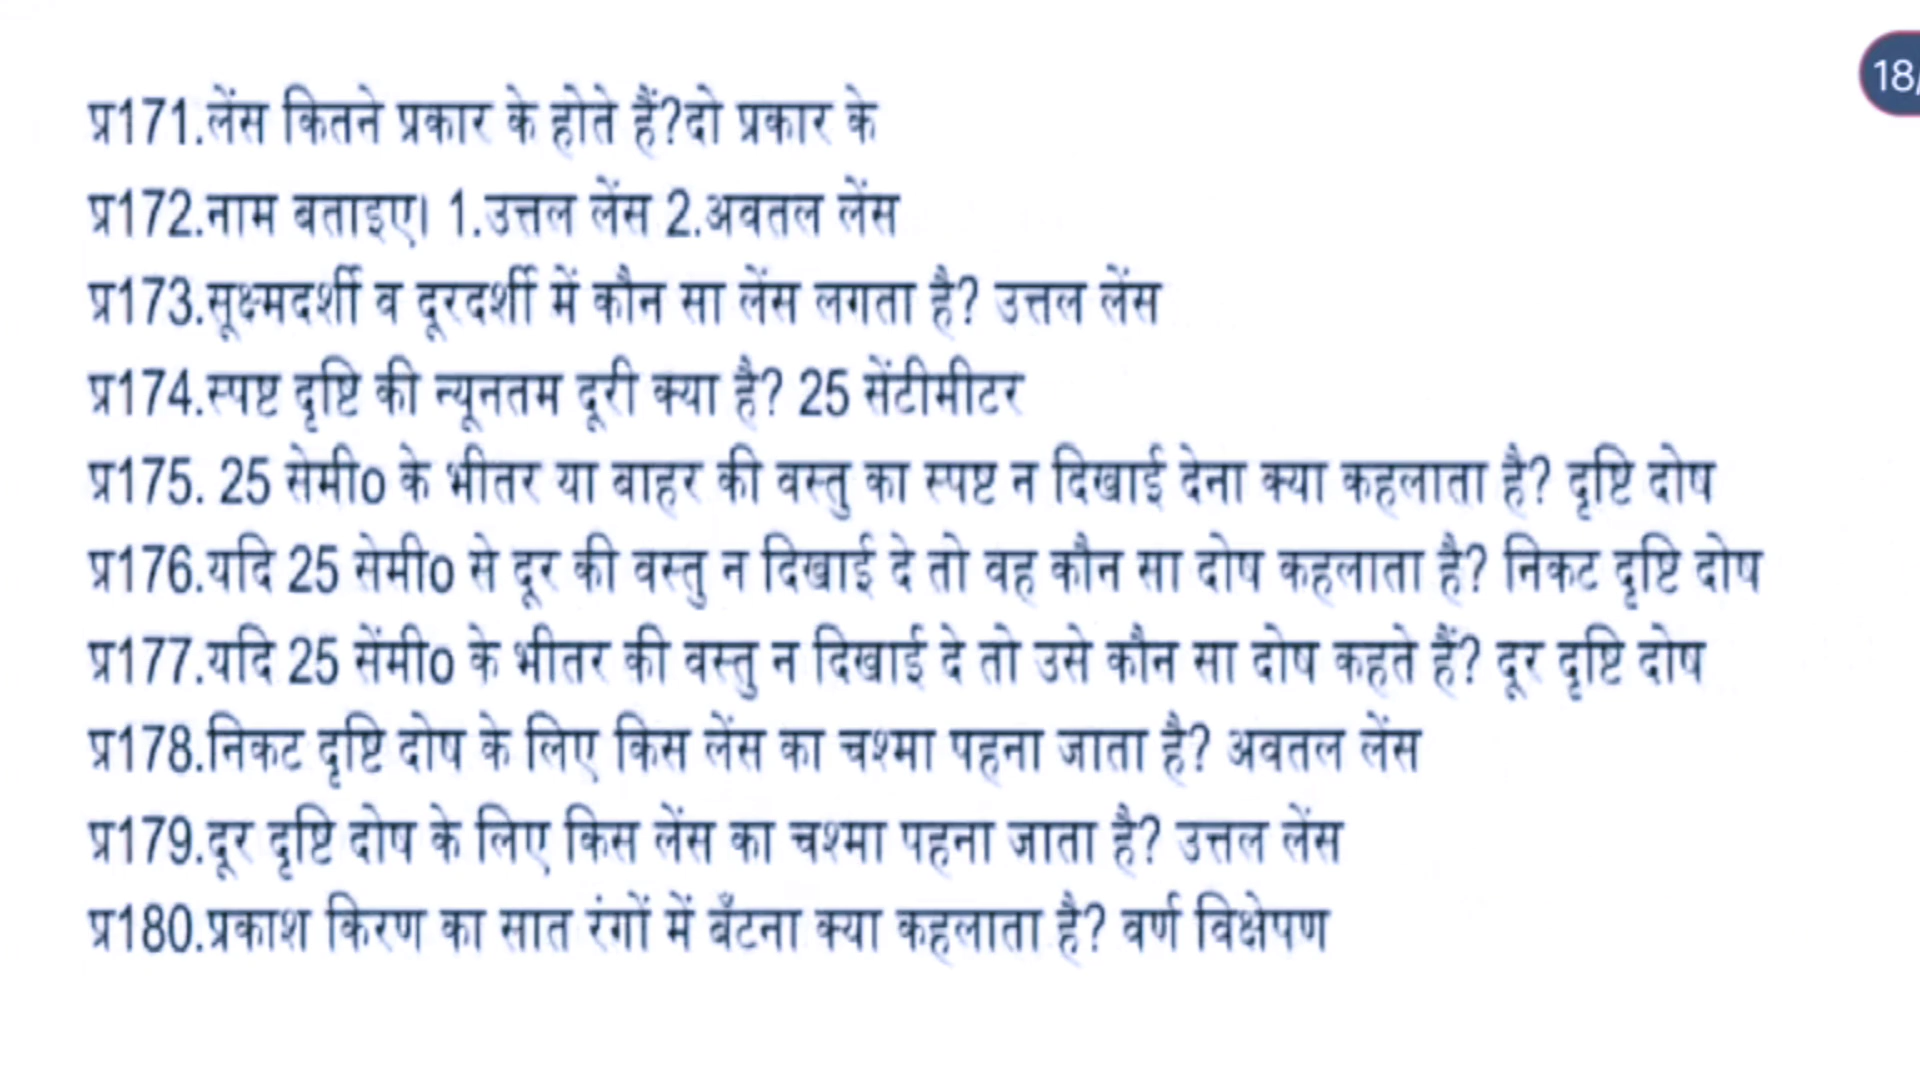 18/
प्र171.लेंस कितने प्रकार के होते हैं?दो प्रकार के
प्र172.नाम बताइए। 1.उत्तल लेंस 2.अवतल लेंस
प्र173.सूक्ष्मदर्शी व दूरदर्शी में कौन सा लेंस लगता है? उत्तल लेंस
प्र174.स्पष्ट दृष्टि की न्यूनतम दूरी क्या है? 25 सेंटीमीटर
प्र175. 25 सेमी० के भीतर या बाहर की वस्तु का स्पष्ट न दिखाई देना क्या कहलाता है? दृष्टि दोष
प्र176.यदि 25 सेमी० से दूर की वस्तु न दिखाई दे तो वह कौन सा दोष कहलाता है? निकट दृष्टि दोष
प्र177.यदि 25 सेंमी० के भीतर की वस्तु न दिखाई दे तो उसे कौन सा दोष कहते हैं? दूर दृष्टि दोष
प्र178.निकट दृष्टि दोष के लिए किस लेंस का चश्मा पहना जाता है? अवतल लेंस
प्र179.दूर दृष्टि दोष के लिए किस लेंस का चश्मा पहना जाता है? उत्तल लेंस
प्र180.प्रकाश किरण का सात रंगों में बँटना क्या कहलाता है? वर्ण विक्षेपण